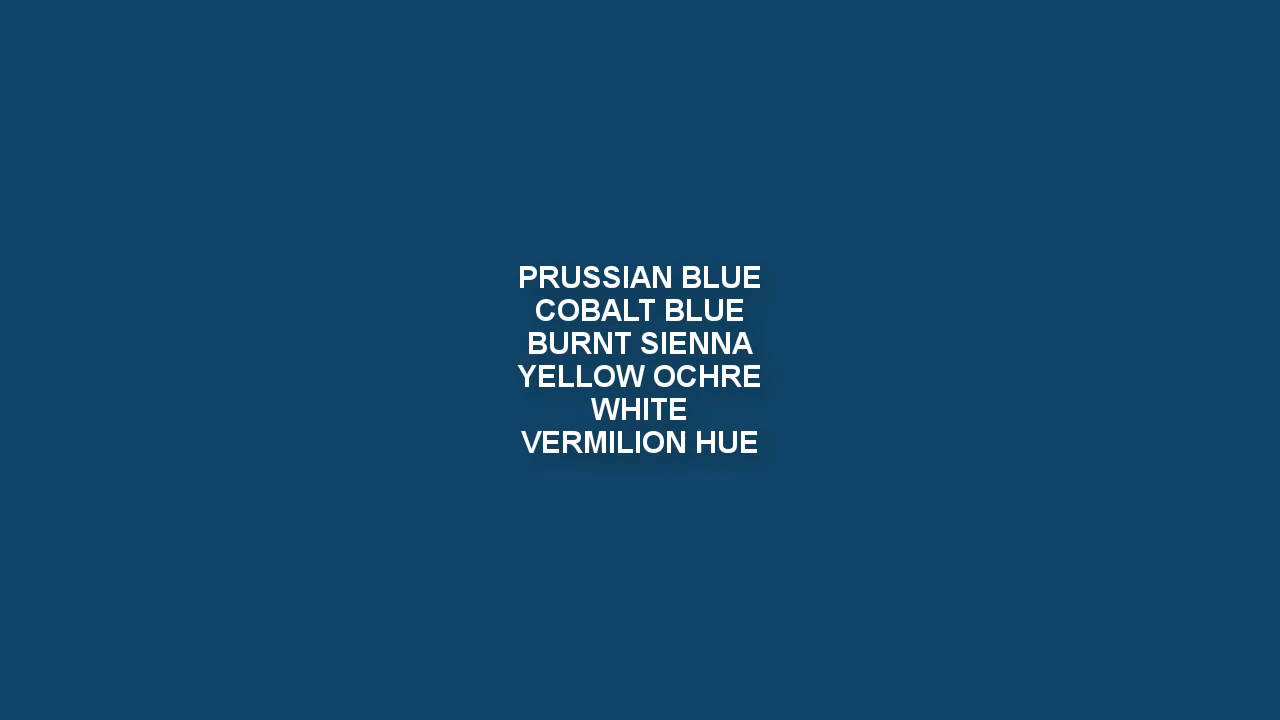 PRUSSIAN BLUE
COBALT BLUE
BURNT SIENNA
YELLOW OCHRE
WHITE
VERMILION HUE